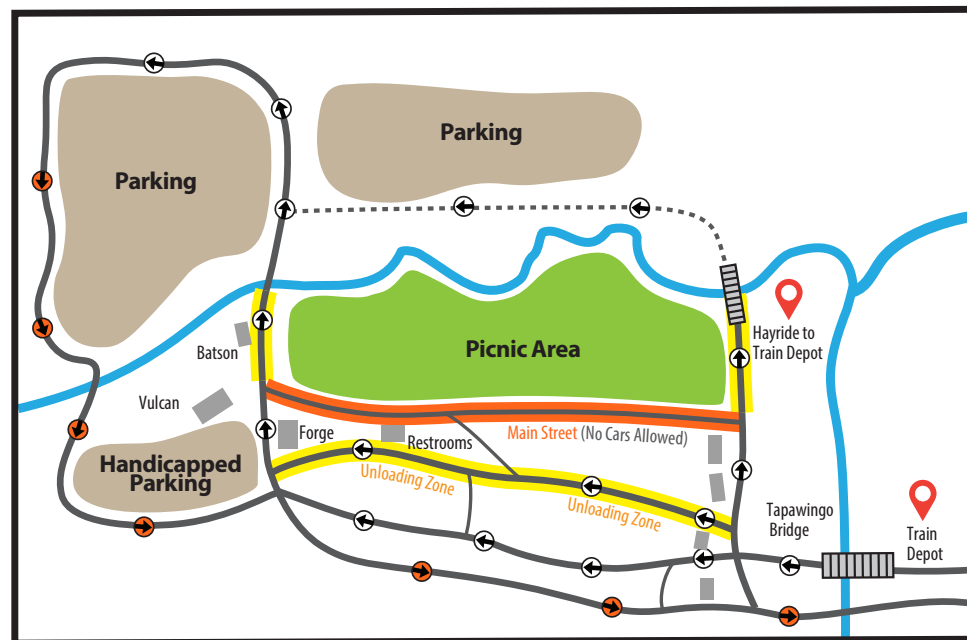 Parking
Parking
Hayride to
Train Depot
Batson
Picnic Area
Vulcan
Main Street (No Cars Allowed)
Forge
Restrooms
Handicapped
Parking
Unloading Zone
Unloading Zone
Tapawingo
Bridge
Train
Depot